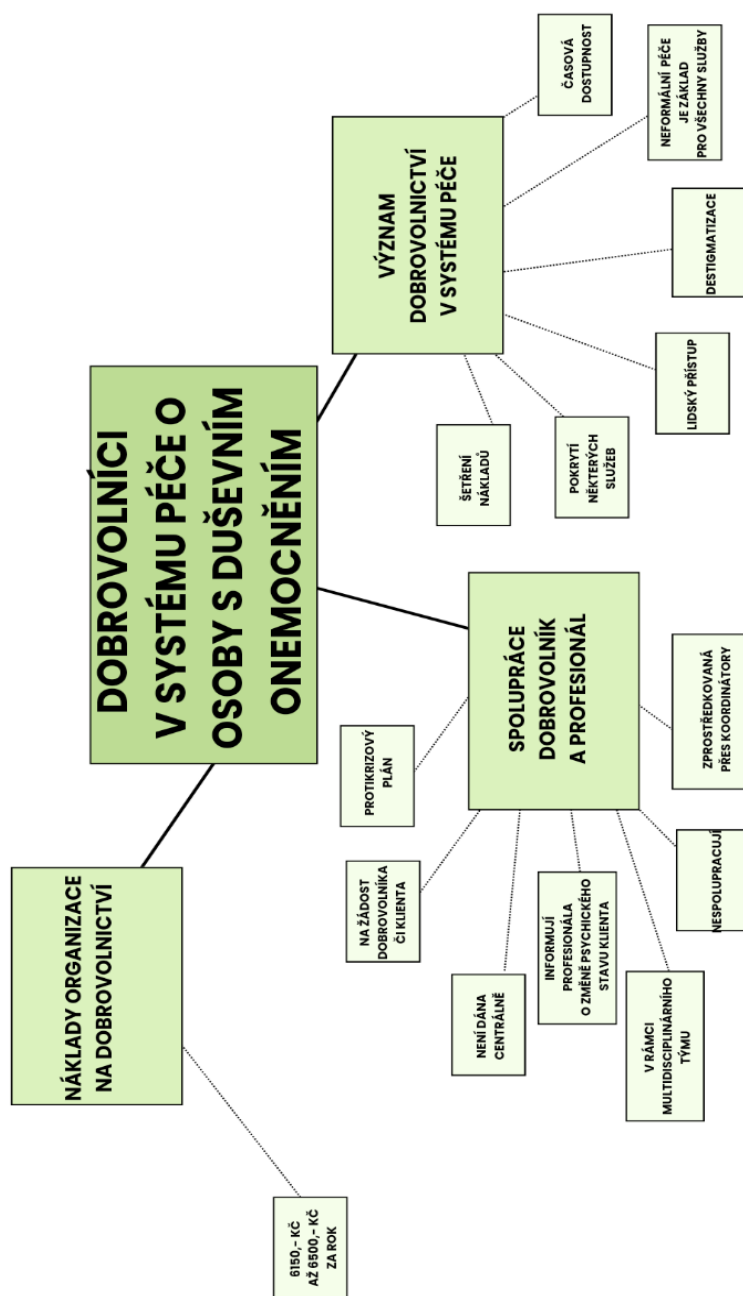 DOBROVOLNÍCI
V SYSTÉMU PÉČE O
OSOBY S DUŠEVNÍM
ONEMOCNĚNÍM
NÁKLADY ORGANIZACE
NA DOBROVOLNICTVÍ
6150,- KČ
AŽ 6500,- KČ
ZA ROK
SPOLUPRÁCE
DOBROVOLNÍK
A PROFESIONÁL
PROTIKRIZOVÝ
PLÁN
NA ŽÁDOST
DOBROVOLNÍKA
ČI KLIENTA
NENÍ DÁNA
CENTRÁLNĚ
INFORMUJÍ
PROFESIONÁLA
O ZMĚNĚ PSYCHICKÉHO
STAVU KLIENTA
V RÁMCI
MULTIDISCIPLINÁRNÍHO
TÝMU
NESPOLUPRACUJÍ
ZPROSTŘEDKOVANÁ
PŘES KOORDINÁTORY
VÝZNAM
DOBROVOLNICTVÍ
V SYSTÉMU PÉČE
ŠETŘENÍ
NÁKLADŮ
POKRYTÍ
NĚKTERÝCH
SLUŽEB
LIDSKÝ PŘÍSTUP
DESTIGMATIZACE
NEFORMÁLNÍ PÉČE
JE ZÁKLAD
PRO VŠECHNY SLUŽBY
ČASOVÁ
DOSTUPNOST